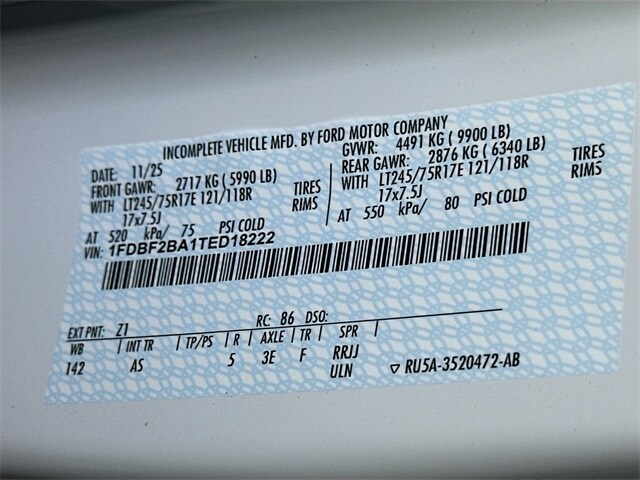 INCOMPLETE VEHICLE MFD. BY FORD MOTOR COMPANY
DATE: 11/25 GVWR: 4491 KG ( 9900 LB)
FRONT GAWR: 2717 KG ( 5990 LB) REAR GAWR: 2876 KG ( 6340 LB)
WITH LT245/75R17E 121/118R TIRES WITH LT245/75R17E 121/118R TIRES
17x7.5J RIMS 17x7.5J RIMS
AT 520 kPa/ 75 PSI COLD AT 550 kPa/ 80 PSI COLD
VIN: 1FDBF2BA1TED18222
EXT PNT: Z1 RC: 86 DSO:
WB | INT TR | TP/PS | R | AXLE | TR | SPR |
142 AS 5 3E F RRJJ
ULN ▽ RU5A-3520472-AB